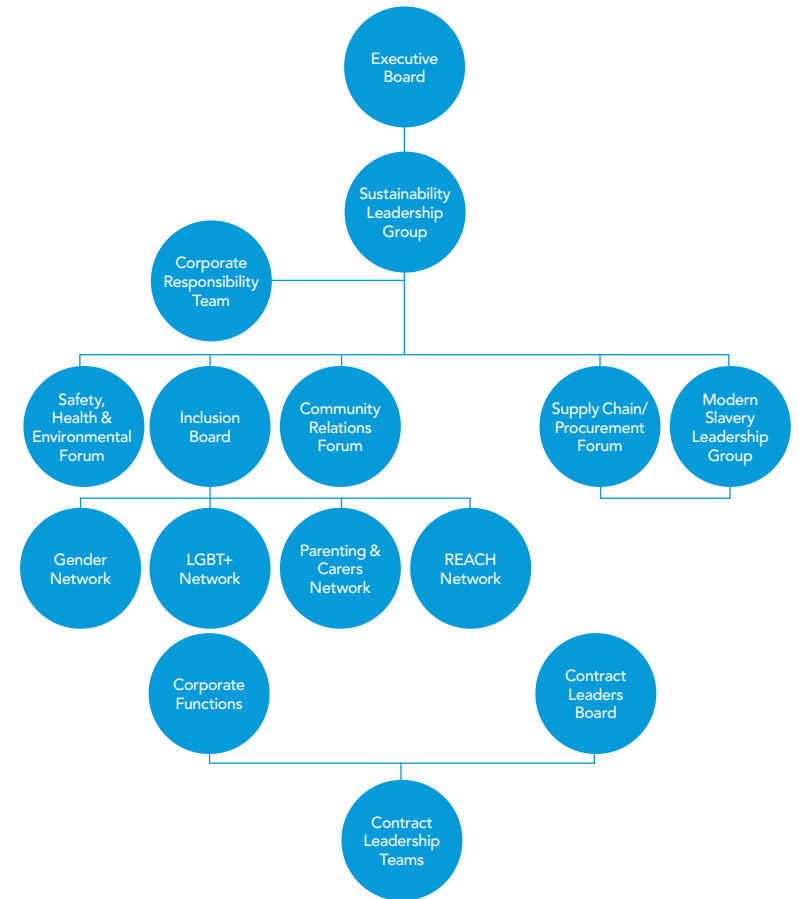 Executive
Board
Sustainability
Leadership
Group
Corporate
Responsibility
Team
Safety,
Health &
Environmental
Forum
Inclusion
Board
Community
Relations
Forum
Supply Chain/
Procurement
Forum
Modern
Slavery
Leadership
Group
Gender
Network
LGBT+
Network
Parenting &
Carers
Network
REACH
Network
Corporate
Functions
Contract
Leaders
Board
Contract
Leadership
Teams